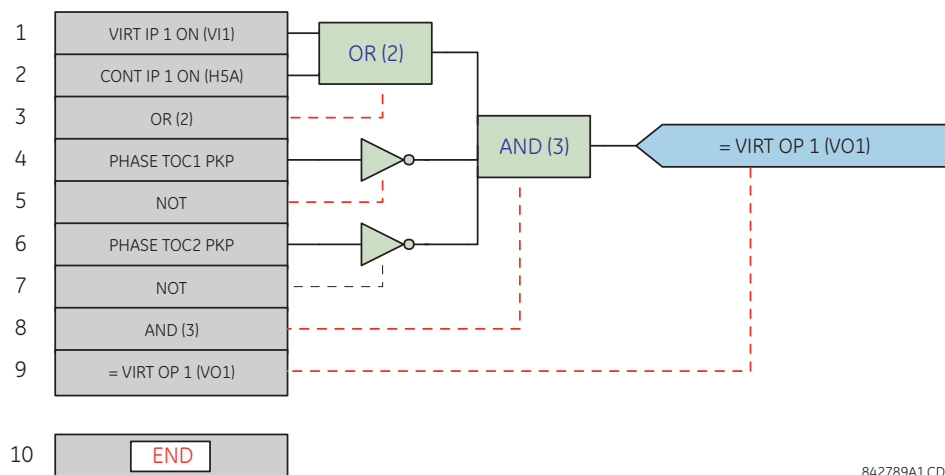 1 VIRT IP 1 ON (VI1)
OR (2)
2 CONT IP 1 ON (H5A)
3 OR (2)
4 PHASE TOC1 PKP
AND (3)
= VIRT OP 1 (VO1)
5 NOT
6 PHASE TOC2 PKP
7 NOT
8 AND (3)
9 = VIRT OP 1 (VO1)
10 END
842789A1.CD